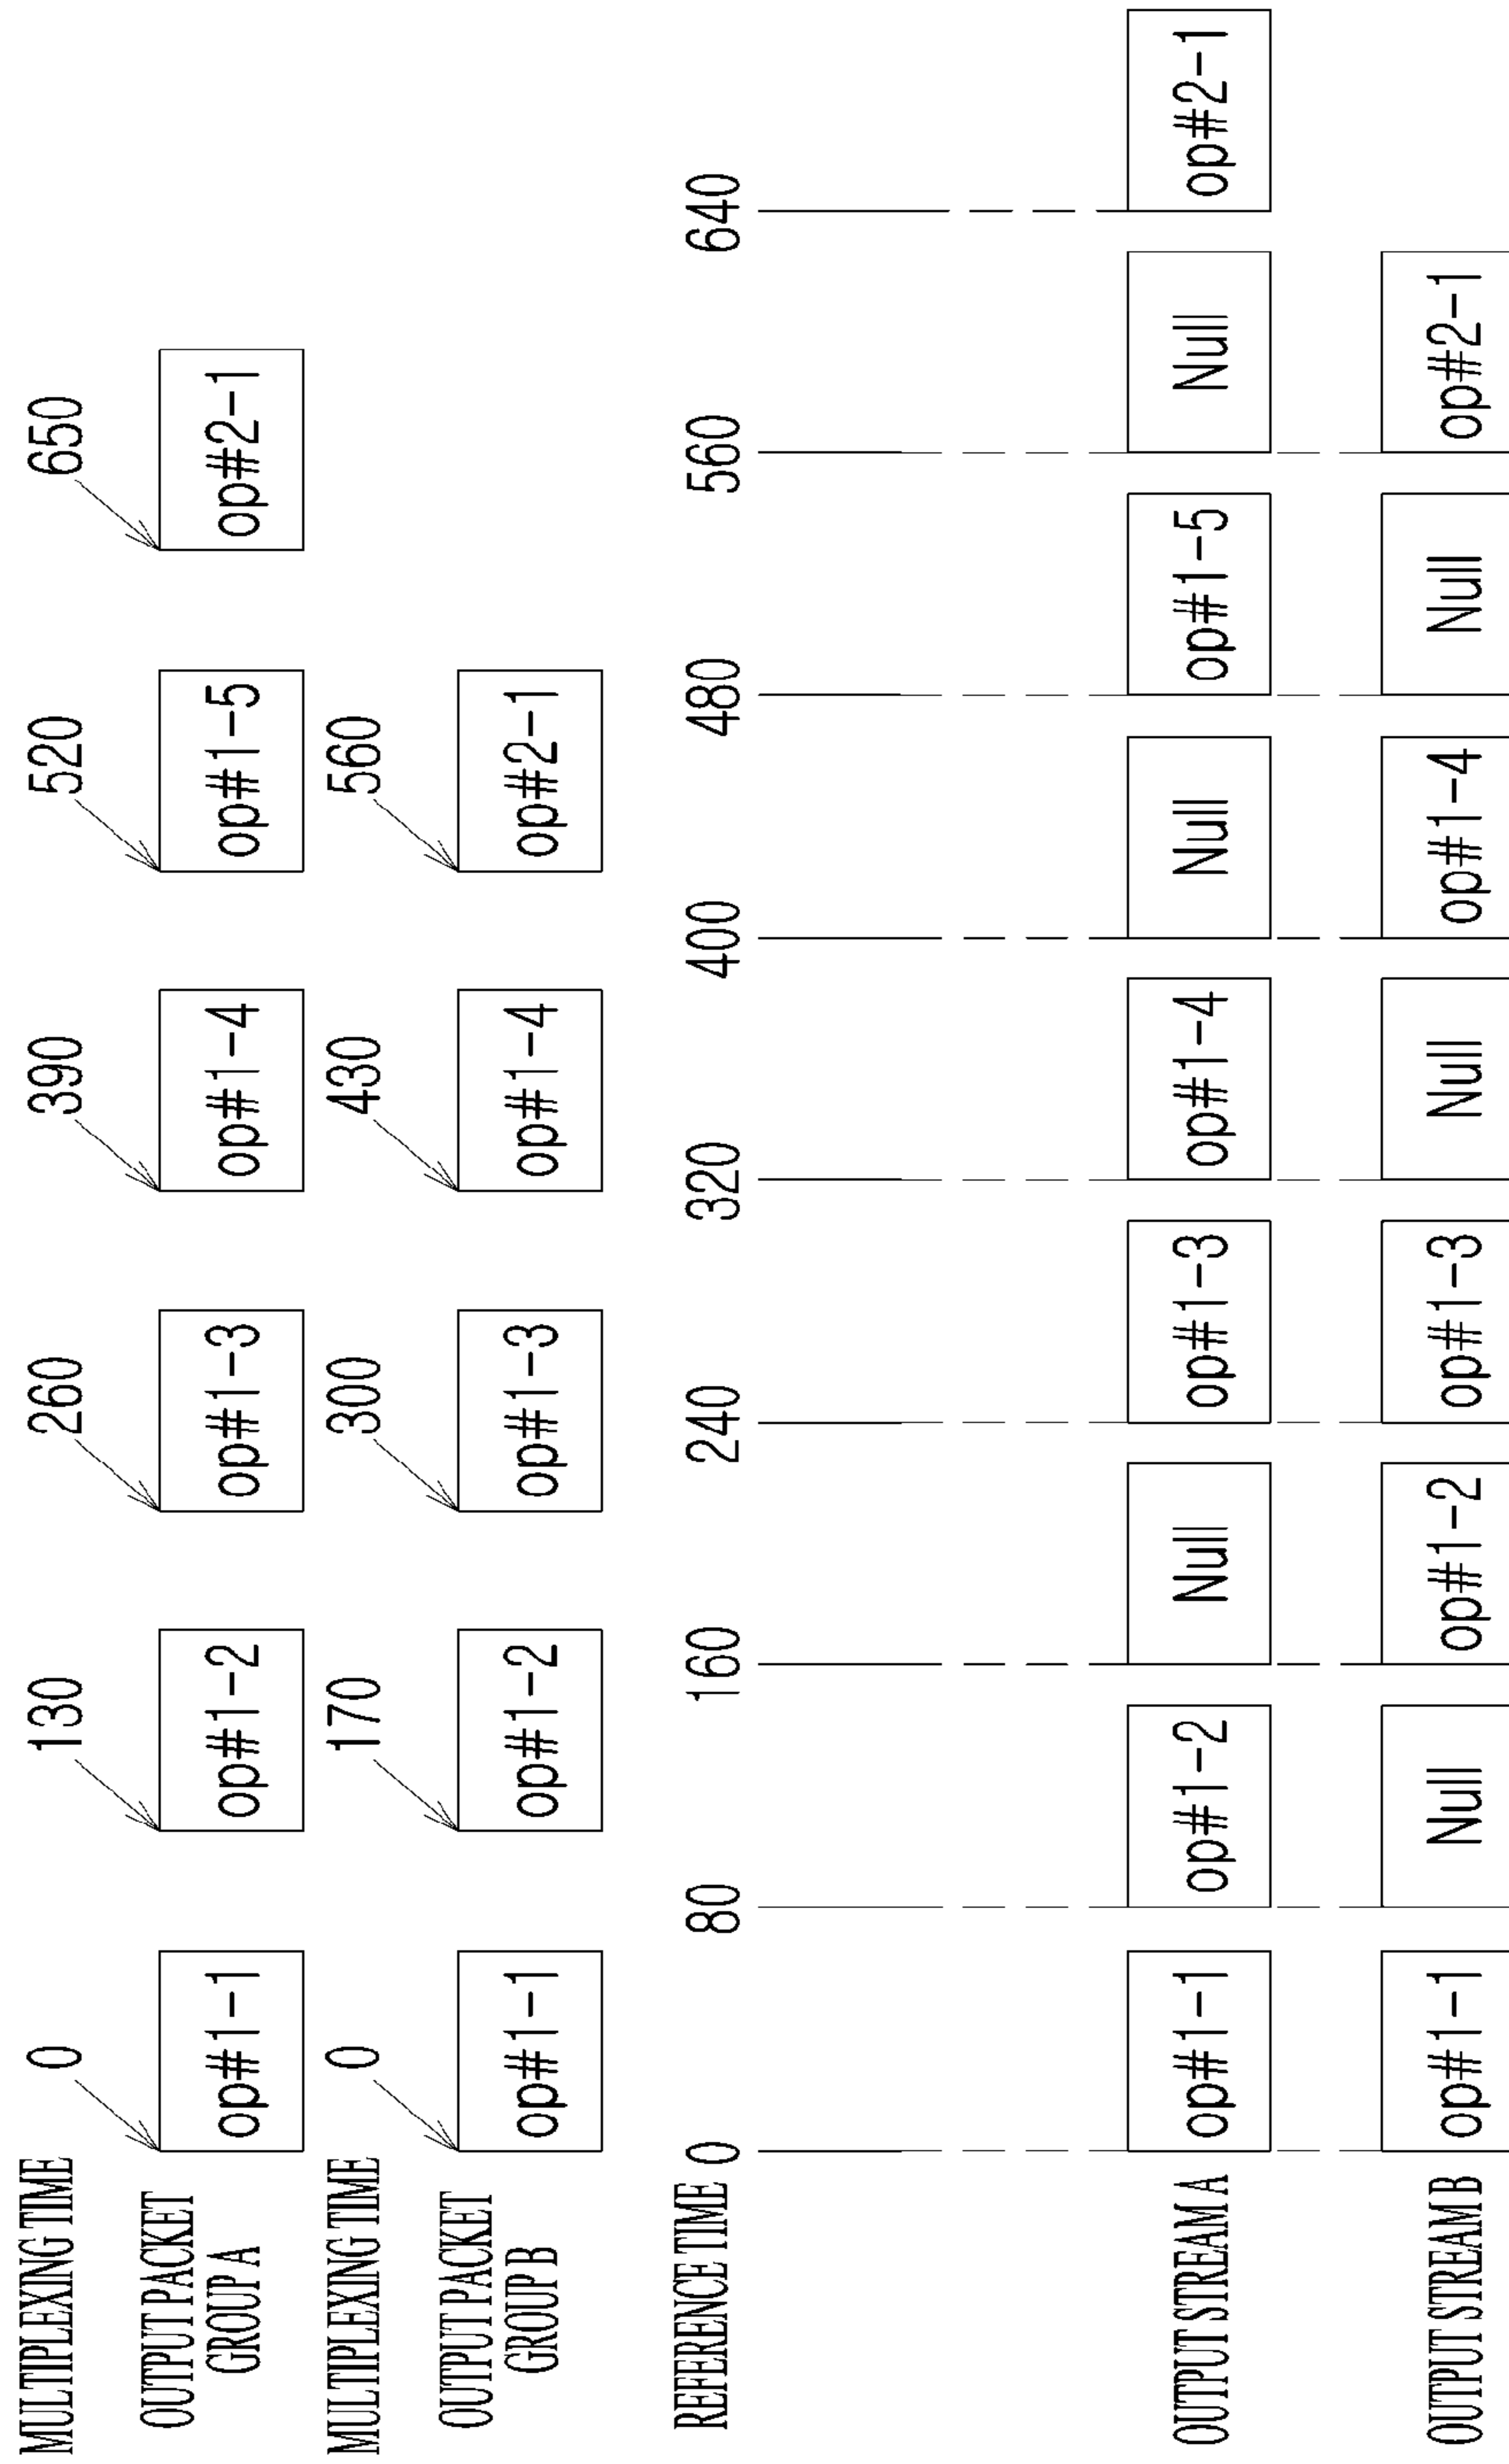 MULTIPLEXING TIME 0 130 260 390 520 650
OUTPUT PACKET
GROUP A
op#1-1 op#1-2 op#1-3 op#1-4 op#1-5 op#2-1
MULTIPLEXING TIME 0 170 300 430 560
OUTPUT PACKET
GROUP B
op#1-1 op#1-2 op#1-3 op#1-4 op#2-1
REFERENCE TIME 0 80 160 240 320 400 480 560 640
OUTPUT STREAM A op#1-1 op#1-2 Null op#1-3 op#1-4 Null op#1-5 Null op#2-1
OUTPUT STREAM B op#1-1 Null op#1-2 op#1-3 Null op#1-4 Null op#2-1